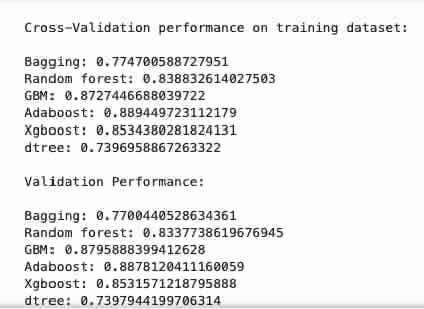 Cross-Validation performance on training dataset:
Bagging: 0.774700588727951
Random forest: 0.838832614027503
GBM: 0.8727446688039722
Adaboost: 0.889449723112179
Xgboost: 0.8534380281824131
dtree: 0.7396958867263322
Validation Performance:
Bagging: 0.7700440528634361
Random forest: 0.8337738619676945
GBM: 0.8795888399412628
Adaboost: 0.8878120411160059
Xgboost: 0.8531571218795888
dtree: 0.7397944199706314